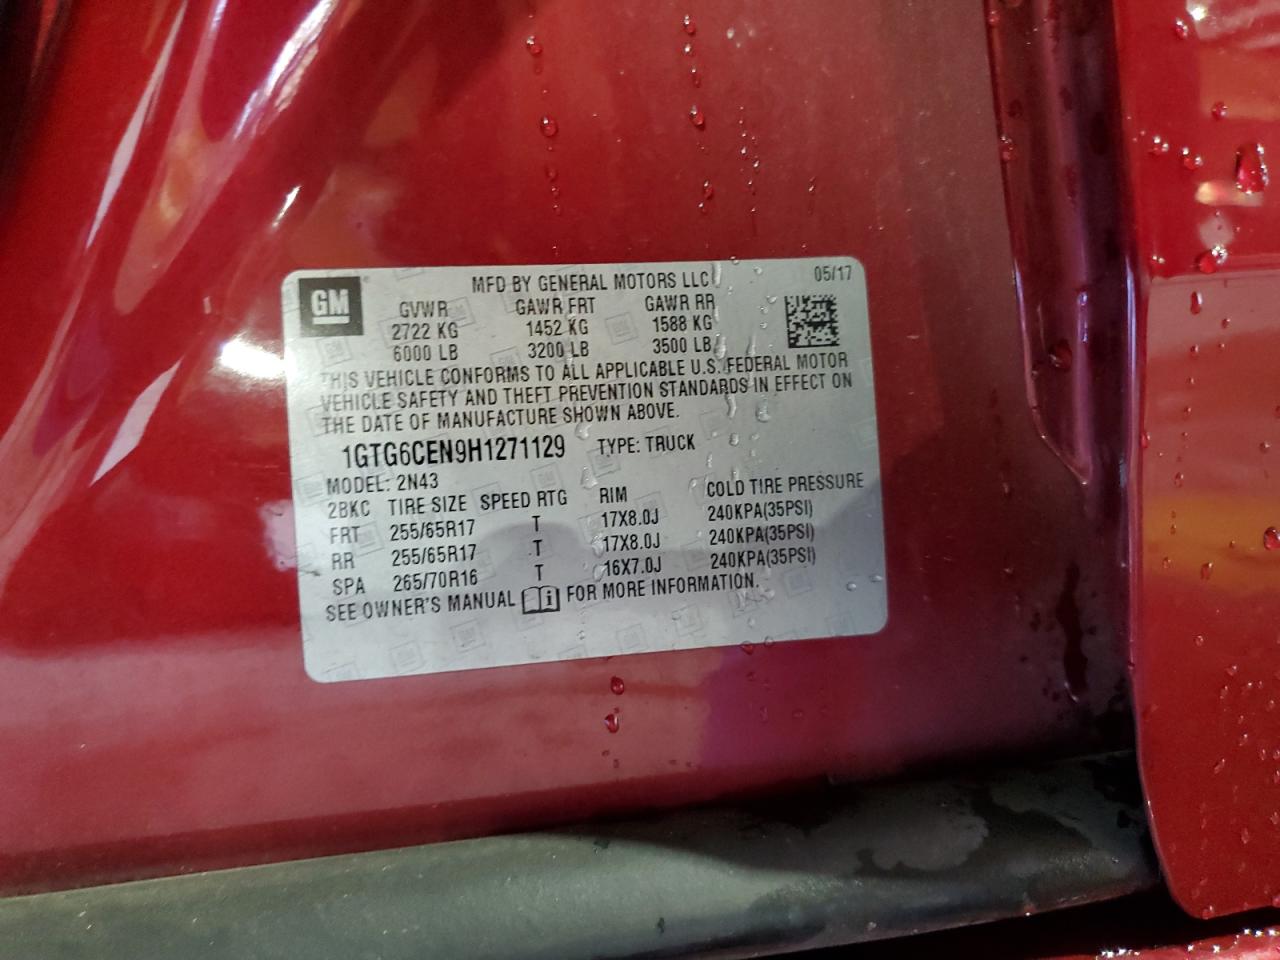 GM
MFD BY GENERAL MOTORS LLC 05/17
GVWR GAWR FRT GAWR RR
2722 KG 1452 KG 1588 KG
6000 LB 3200 LB 3500 LB
THIS VEHICLE CONFORMS TO ALL APPLICABLE U.S. FEDERAL MOTOR
VEHICLE SAFETY AND THEFT PREVENTION STANDARDS IN EFFECT ON
THE DATE OF MANUFACTURE SHOWN ABOVE.
1GTG6CEN9H1271129 TYPE: TRUCK
MODEL: 2N43
2BKC TIRE SIZE SPEED RTG RIM COLD TIRE PRESSURE
FRT 255/65R17 T 17X8.0J 240KPA(35PSI)
RR 255/65R17 T 17X8.0J 240KPA(35PSI)
SPA 265/70R16 T 16X7.0J 240KPA(35PSI)
SEE OWNER'S MANUAL i FOR MORE INFORMATION.